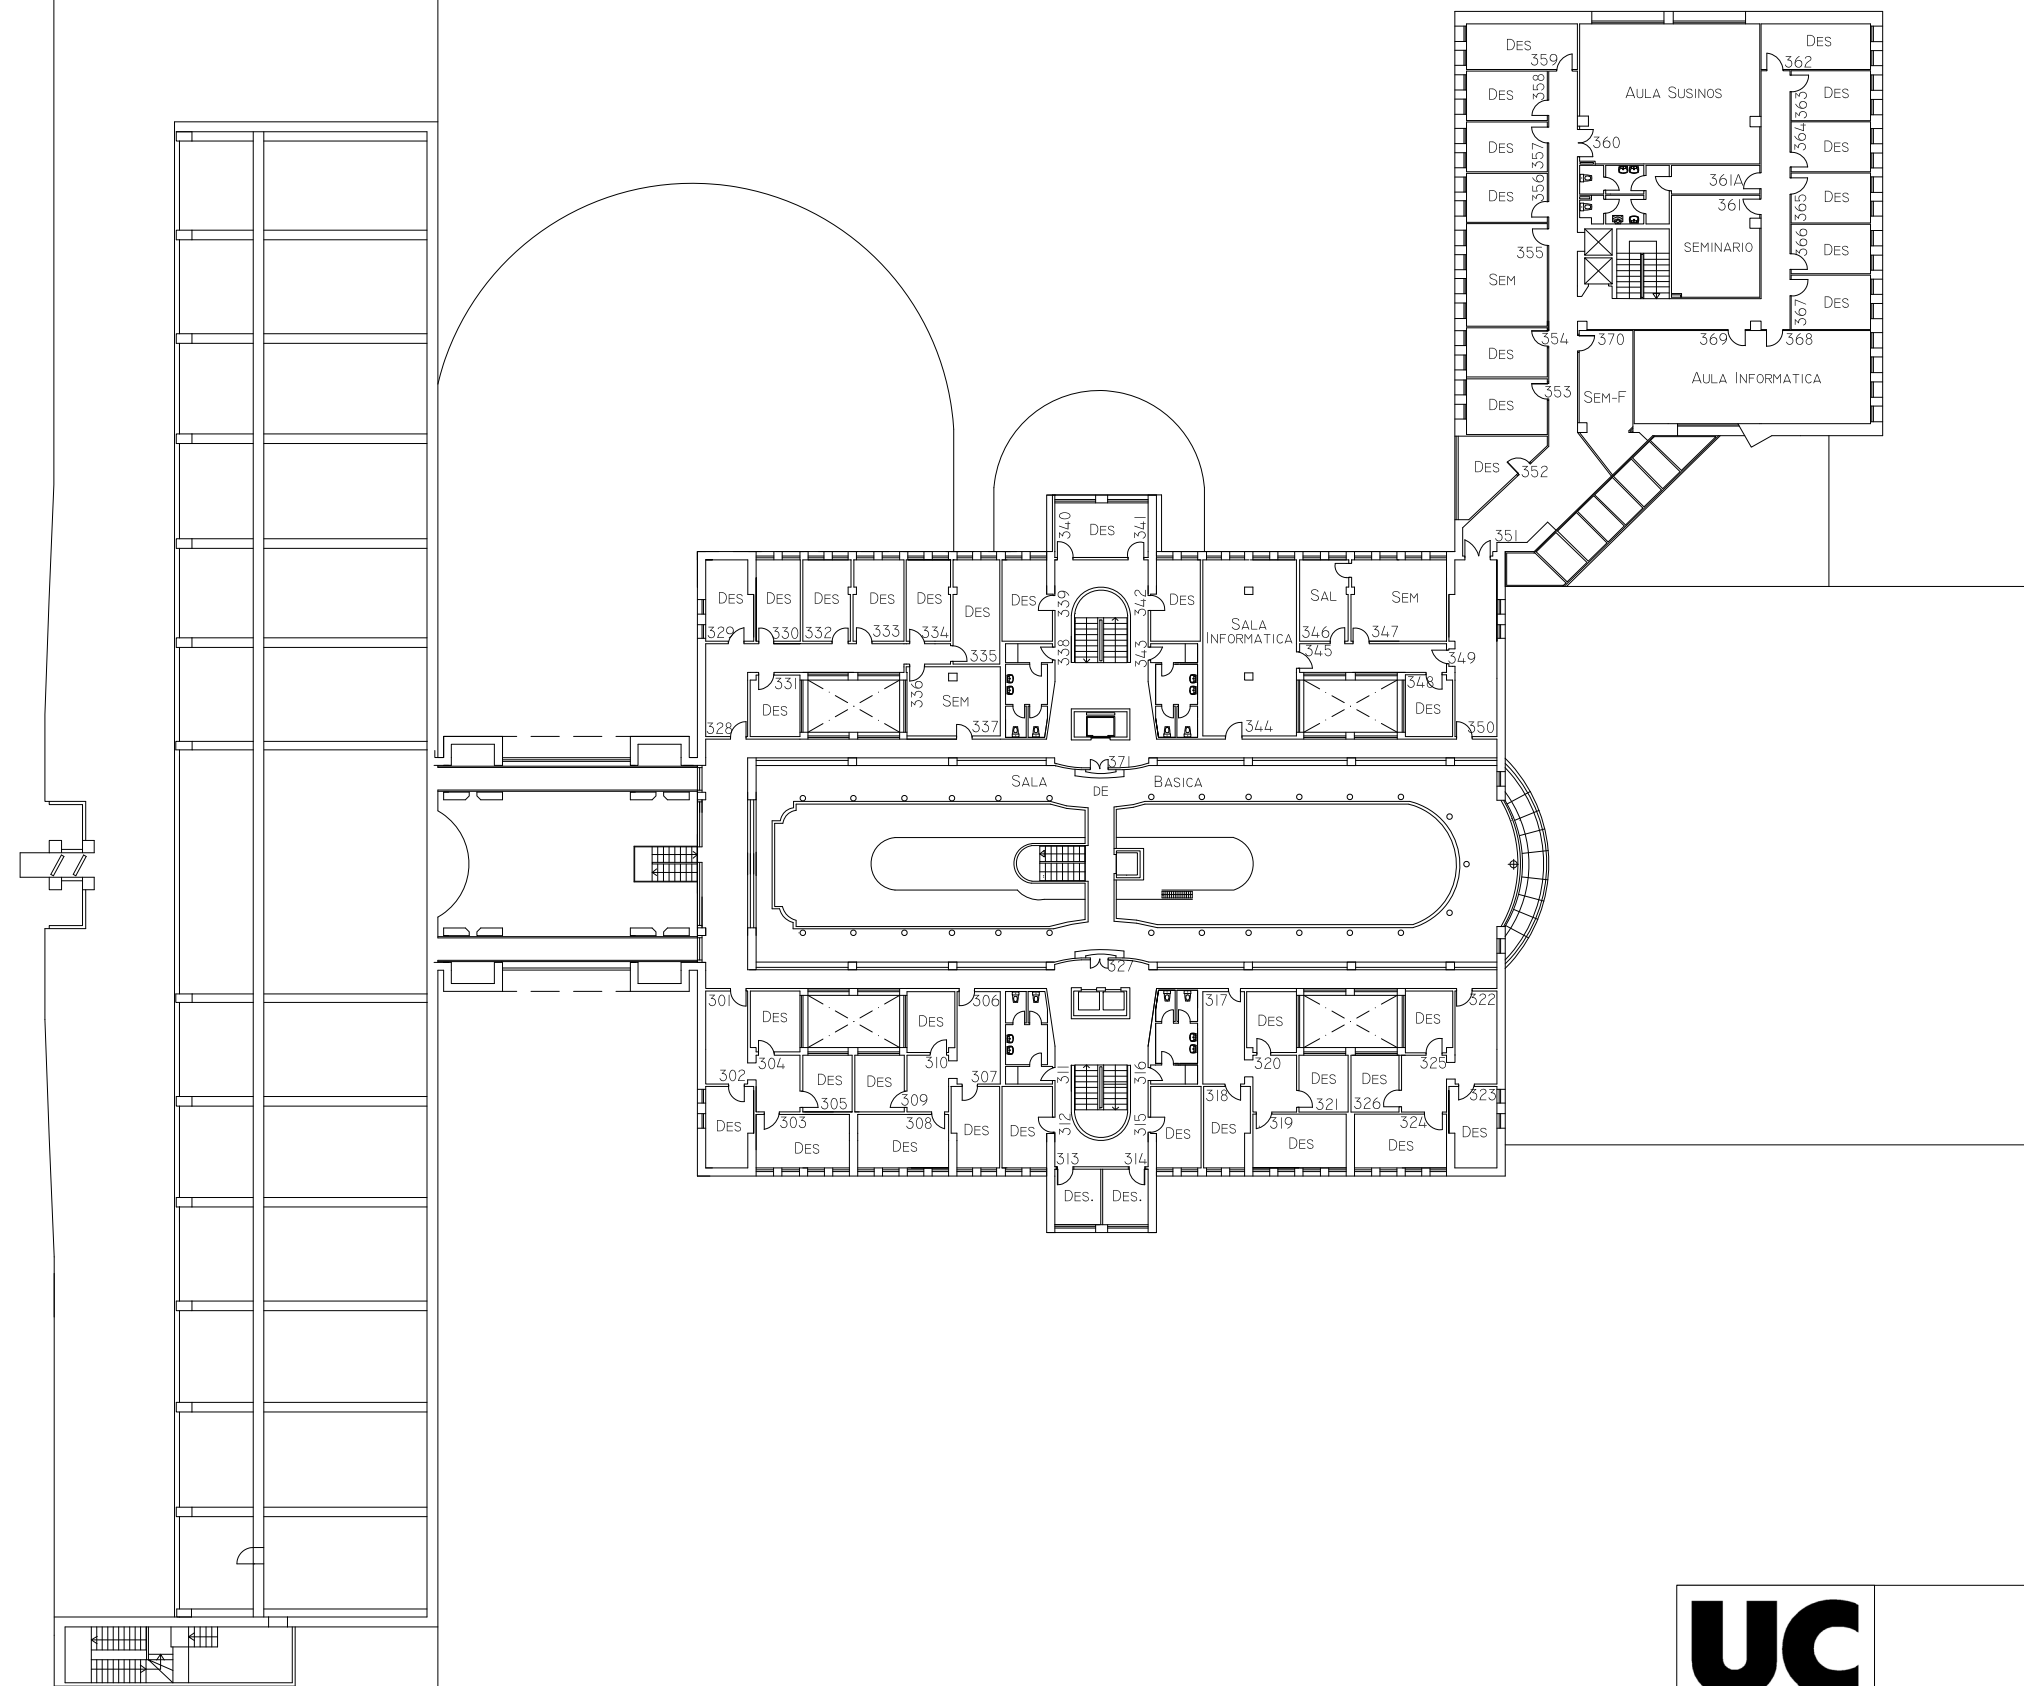 Des
359
Des
362
Des
358
Aula Susinos
363
Des
Des
357
360
364
Des
Des
356
361A
361
365
Des
355
Sem
seminario
366
Des
367
Des
354
Des
370
369
368
353
Des
Sem-F
Aula Informatica
Des
352
351
340
Des
341
Des
329
Des
330
Des
332
Des
333
Des
334
Des
335
Des
339
338
342
343
Des
Sala
Informatica
Sal
346
Sem
347
345
349
331
Des
336
Sem
337
328
344
348
Des
350
371
Sala
de
Basica
327
301
Des
304
302
Des
305
Des
303
Des
Des
309
Des
310
306
307
308
Des
Des
Des
311
312
316
315
313
314
Des.
Des.
317
Des
320
318
Des
Des
319
Des
Des
321
Des
326
Des
325
322
323
324
Des
Des
UC